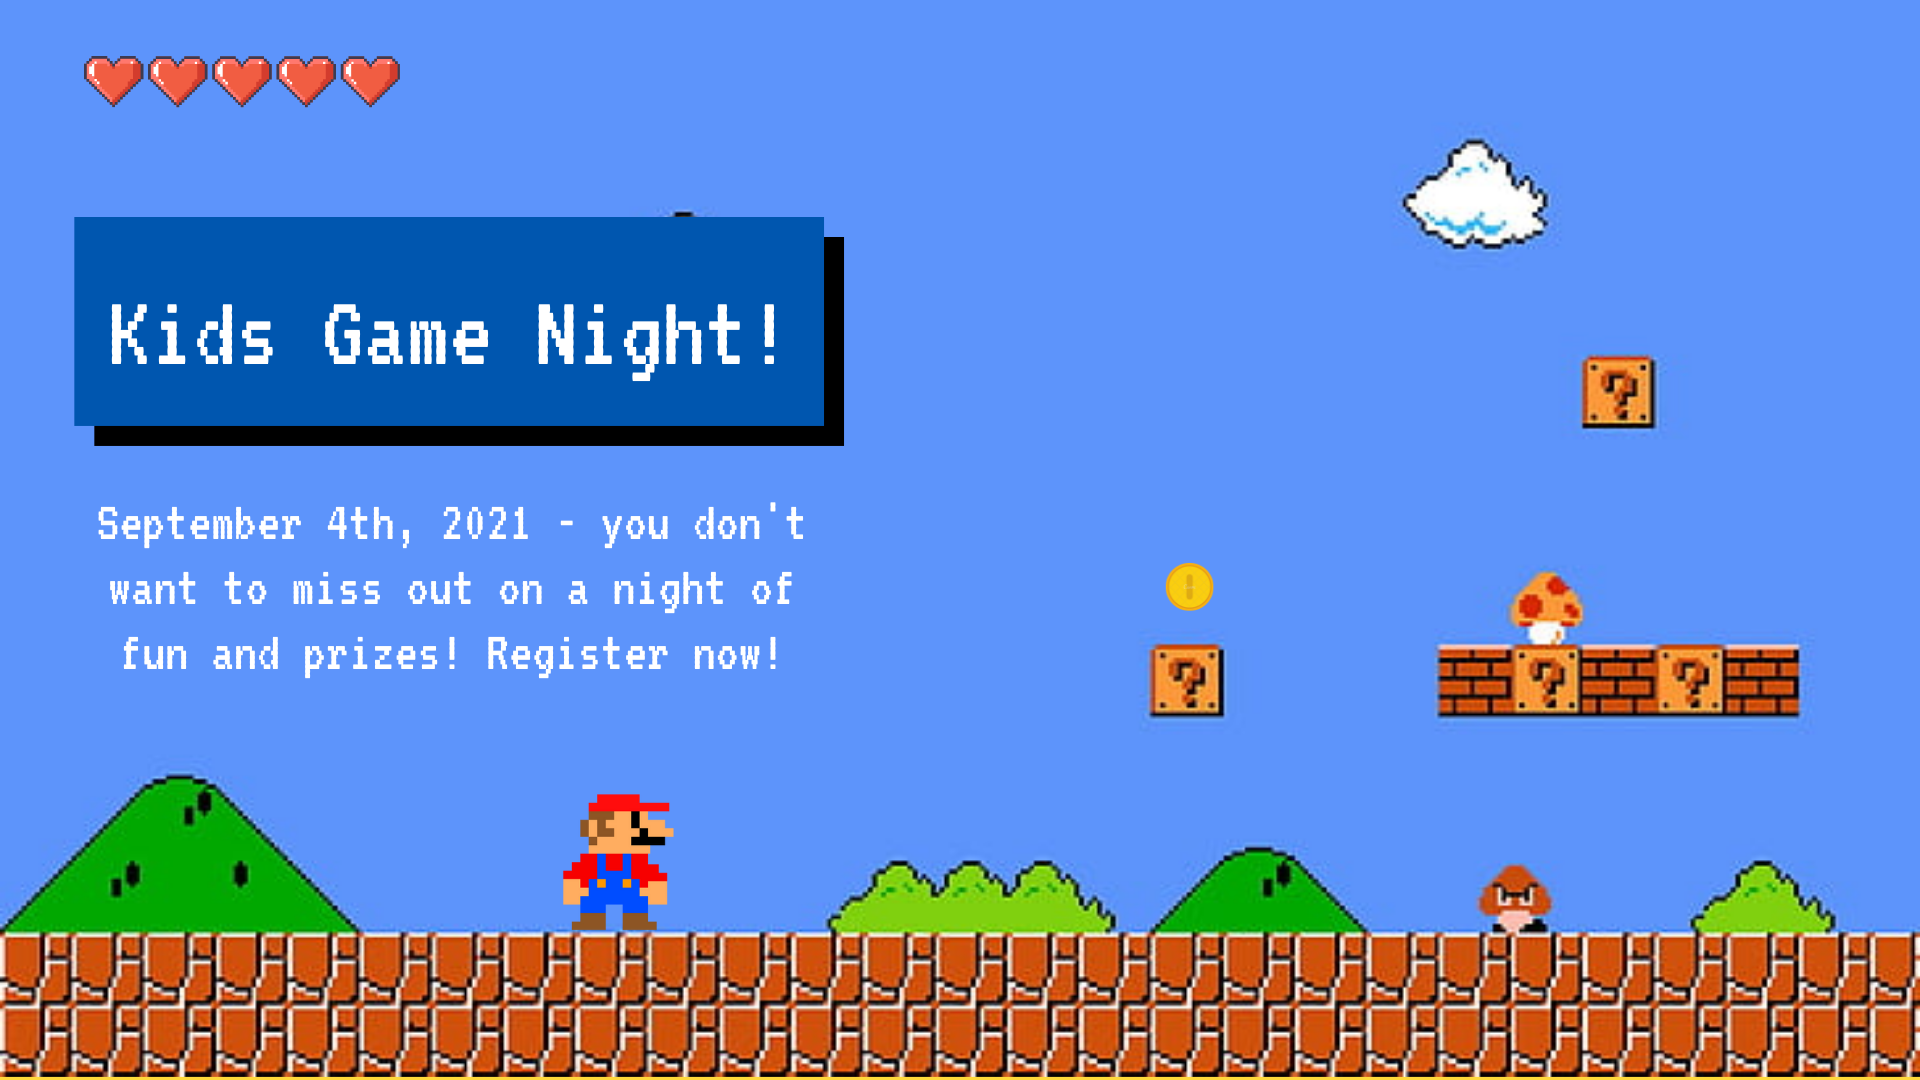 Kids Game Night!
September 4th, 2021 - you don't
want to miss out on a night of
fun and prizes! Register now!
?
?
? ?